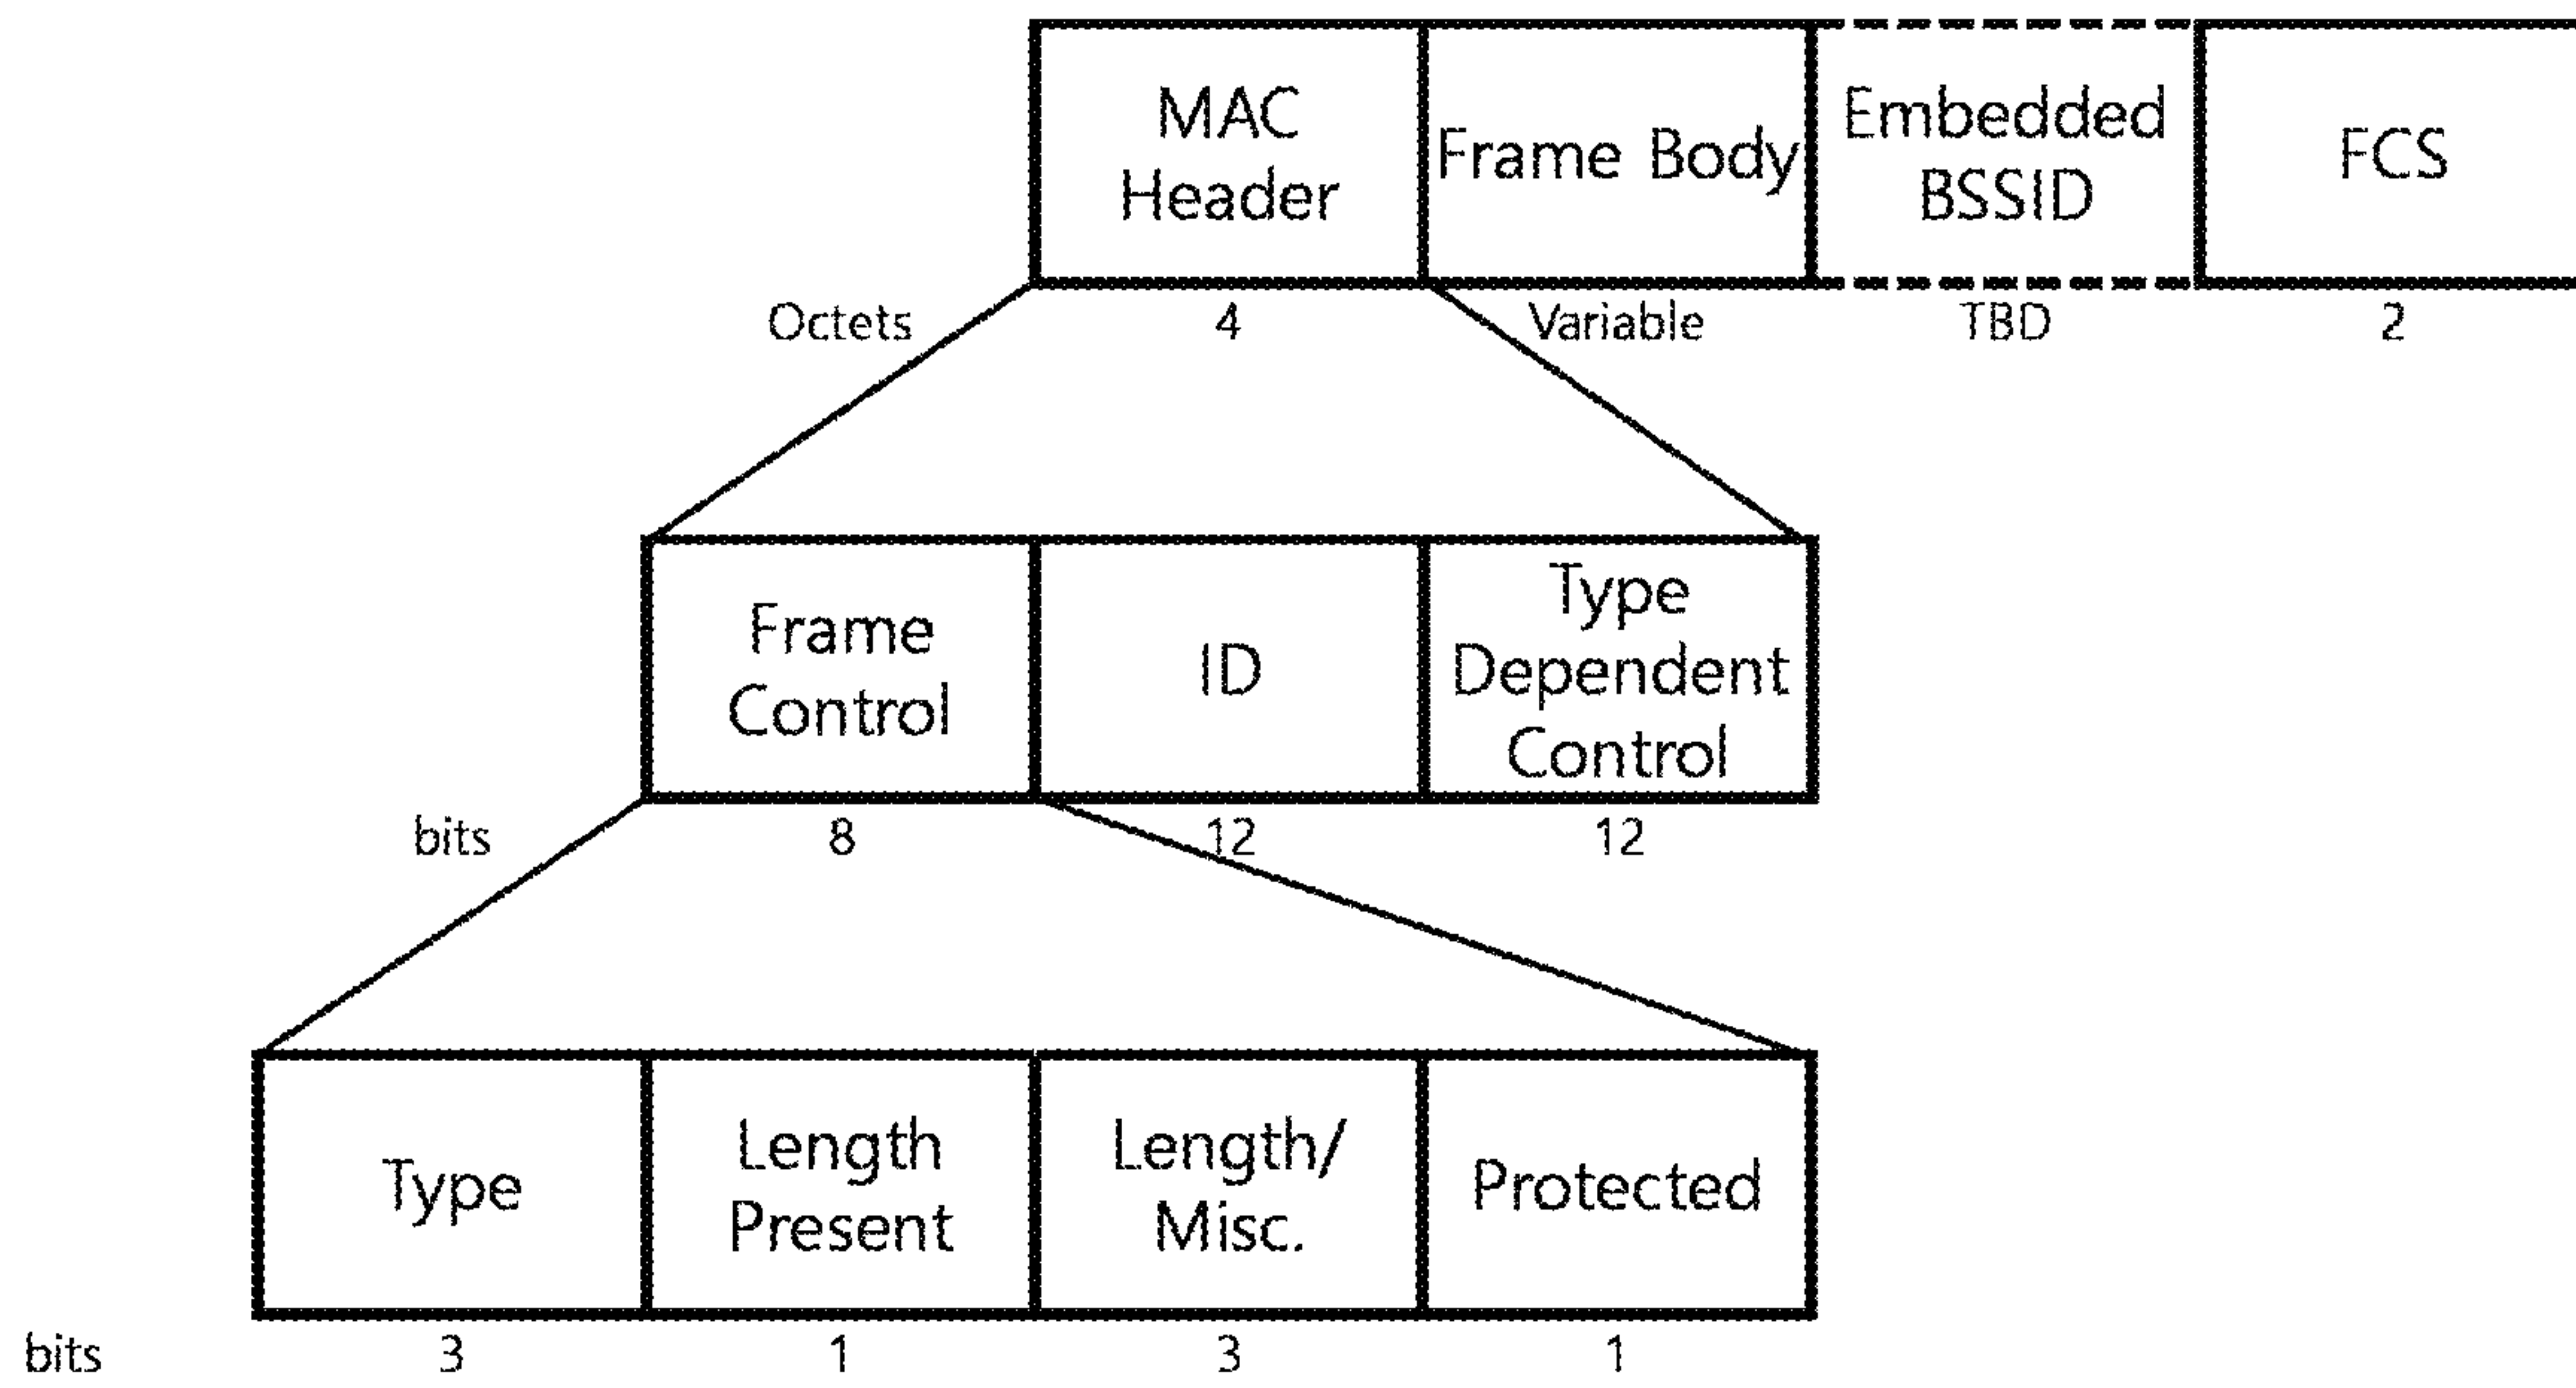 MAC
Header
Frame Body
Embedded
BSSID
FCS
Octets
4
Variable
TBD
2
Frame
Control
ID
Type
Dependent
Control
bits
8
12
12
Type
Length
Present
Length/
Misc.
Protected
bits
3
1
3
1